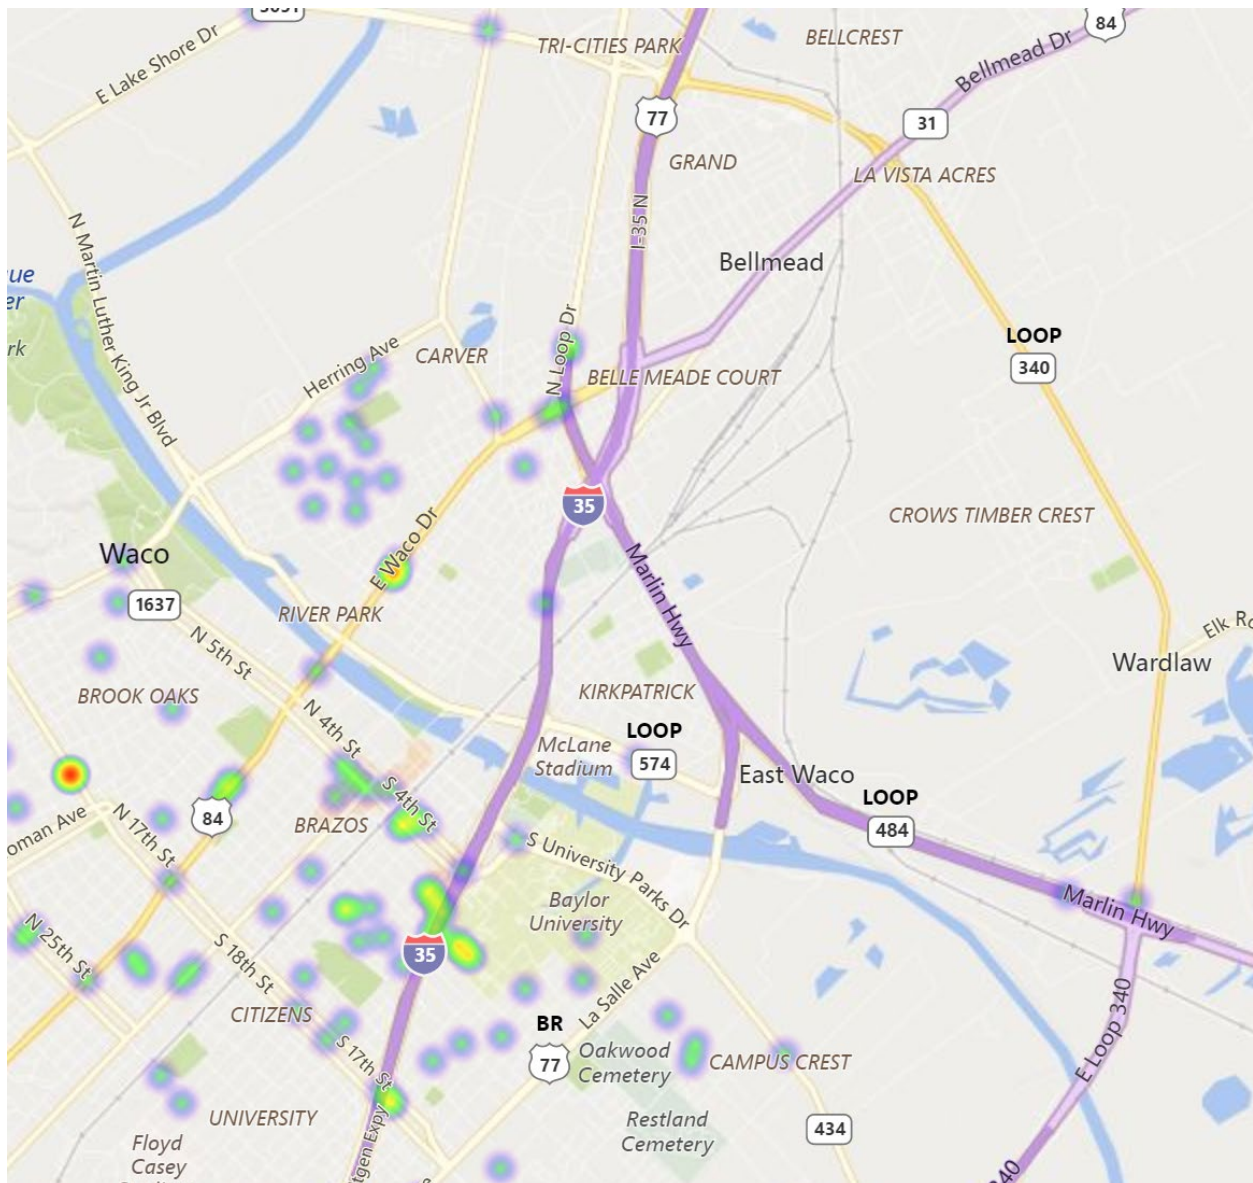 84
E Lake Shore Dr
TRI-CITIES PARK
BELLCREST
Bellmead Dr
77
31
GRAND
LA VISTA ACRES
N Martin Luther King Jr Blvd
I-35 N
Bellmead
LOOP
340
N Loop Dr
Herring Ave
CARVER
BELLE MEADE COURT
35
CROWS TIMBER CREST
E Waco Dr
Waco
1637
Marlin Hwy
RIVER PARK
N 5th St
Elk
Wardlaw
BROOK OAKS
KIRKPATRICK
N 4th St
LOOP
574
McLane
Stadium
East Waco
S 4th St
LOOP
484
84
BRAZOS
N 17th St
S University Parks Dr
Marlin Hwy
Baylor
University
N 25th St
S 18th St
35
La Salle Ave
CITIZENS
BR
77
E Loop 340
S 17th St
Oakwood
Cemetery
CAMPUS CREST
UNIVERSITY
Restland
Cemetery
434
Floyd
Casey